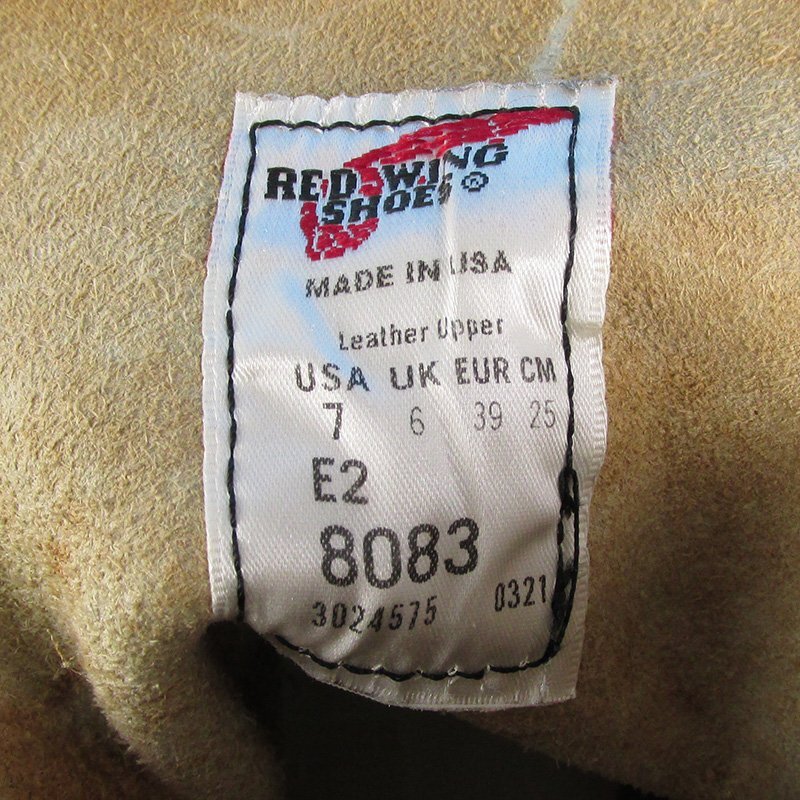 RED WING
SHOES®
MADE IN USA
Leather Upper
USA UK EUR CM
7 6 39 25
E2
8083
3024575 0321